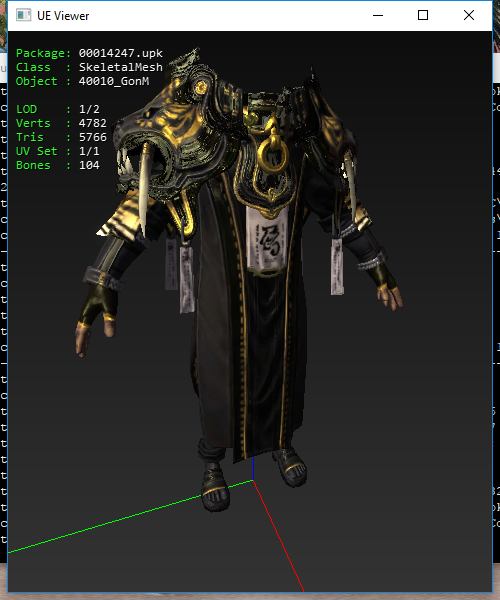 UE Viewer
Package: 00014247.upk
Class : SkeletalMesh
Object : 40010_GonM
LOD : 1/2
Verts : 4782
Tris : 5766
UV Set : 1/1
Bones : 104